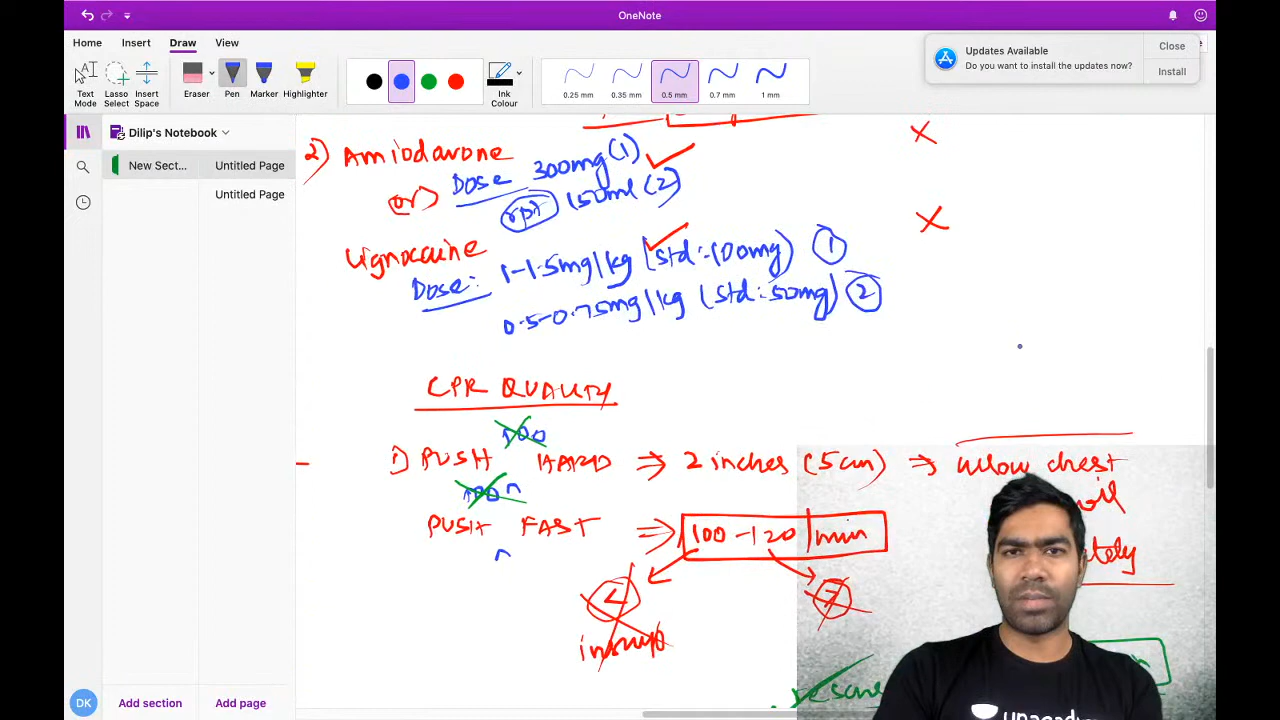 OneNote
Home Insert Draw View
Updates Available
Do you want to install the updates now?
Close
Install
Text Mode
Lasso Select
Insert Space
Eraser
Pen
Marker
Highlighter
Ink Colour
0.25 mm
0.35 mm
0.5 mm
0.7 mm
1 mm
Dilip's Notebook
New Sect...
Untitled Page
Untitled Page
2) Amiodarone
Dose 300mg (1)
or)
rpt 150ml (2)
Lignocaine
Dose: 1-1.5mg/kg (std:-100mg) 1
0.5-0.75mg/kg (std:50mg) 2
CPR QUALITY
1) PUSH HARD ⇒ 2 inches (5cm) ⇒ Allow chest
PUSH FAST ⇒ 100-120/min
<
DK
Add section
Add page